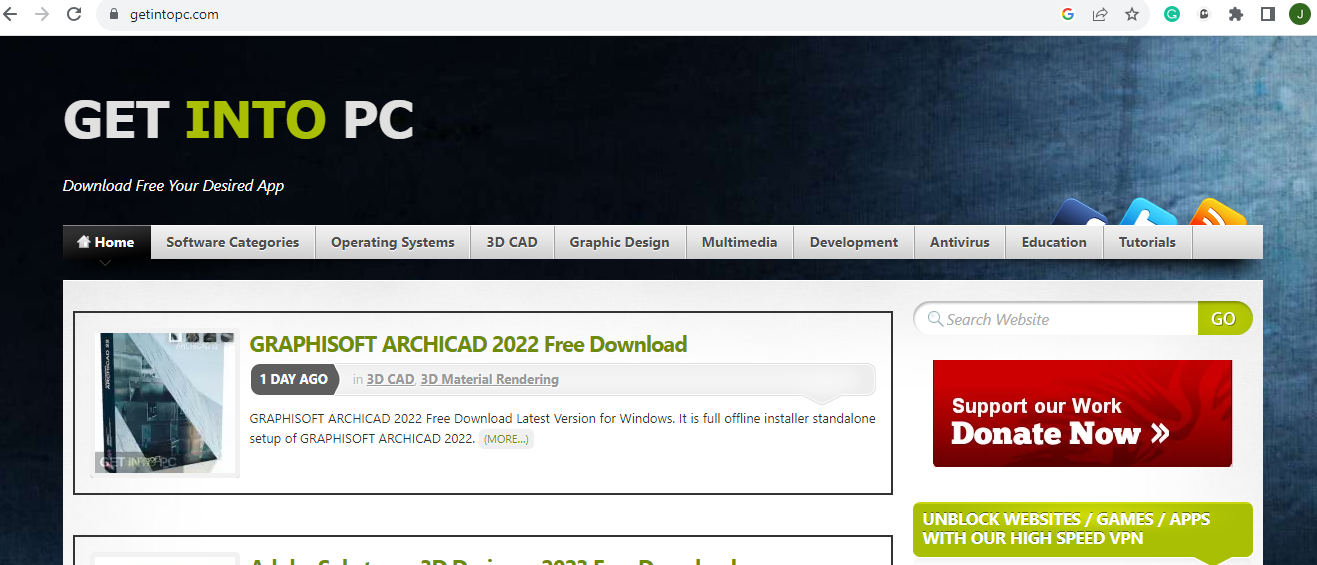 getintopc.com
J
GET INTO PC
Download Free Your Desired App
Home
Software Categories
Operating Systems
3D CAD
Graphic Design
Multimedia
Development
Antivirus
Education
Tutorials
Search Website
GO
GRAPHISOFT ARCHICAD 2022 Free Download
1 DAY AGO
in 3D CAD, 3D Material Rendering
GRAPHISOFT ARCHICAD 2022 Free Download Latest Version for Windows. It is full offline installer standalone
setup of GRAPHISOFT ARCHICAD 2022. (MORE...)
GET INTO PC
Support our Work
Donate Now »
UNBLOCK WEBSITES / GAMES / APPS
WITH OUR HIGH SPEED VPN